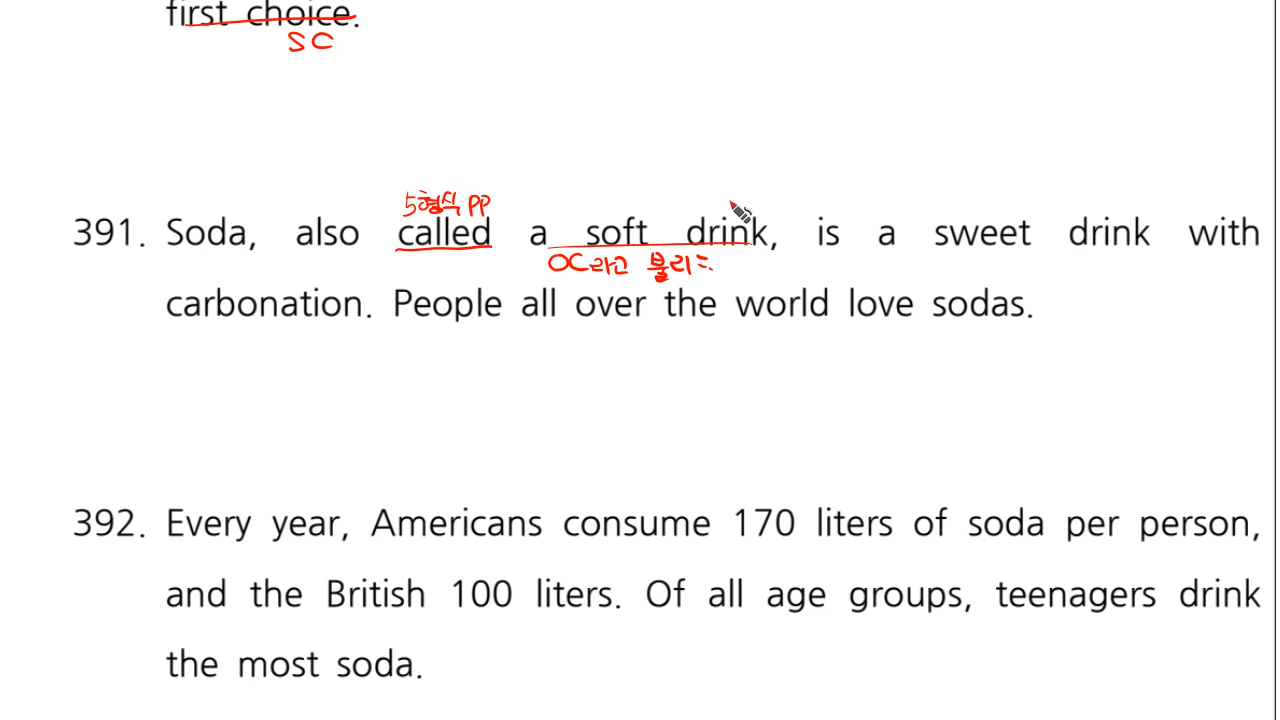 first choice.
SC
5형식 PP
391. Soda, also called a soft drink, is a sweet drink with
OC라고 불리는
carbonation. People all over the world love sodas.
392. Every year, Americans consume 170 liters of soda per person,
and the British 100 liters. Of all age groups, teenagers drink
the most soda.